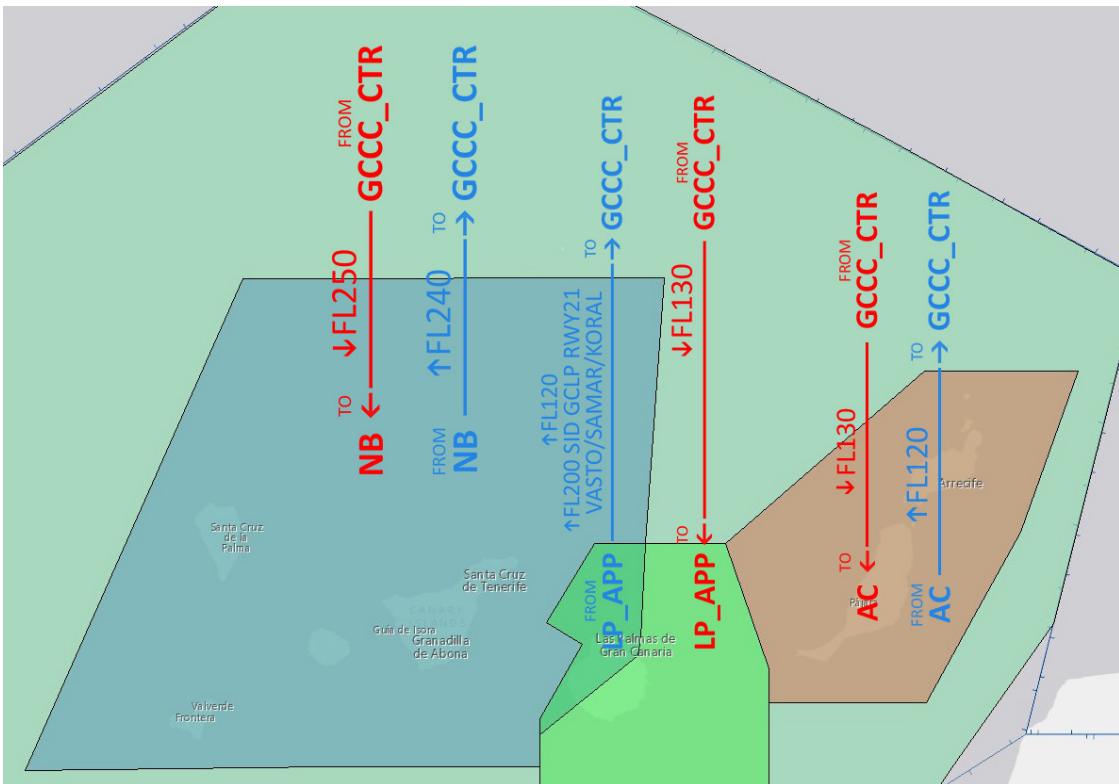 NB TO ← FROM GCCC_CTR
↓FL250
FROM NB TO → GCCC_CTR
↑FL240
↑FL120
↑FL200 SID GCLP RWY21
VASTO/SAMAR/KORAL
FROM LP_APP TO → GCCC_CTR
LP_APP TO ← FROM GCCC_CTR
↓FL130
AC TO ← FROM GCCC_CTR
↓FL130
FROM AC TO → GCCC_CTR
↑FL120
Santa Cruz
de la
Palma
Santa Cruz
de Tenerife
CANARY
ISLANDS
Guía de Isora
Granadilla
de Abona
Valverde
Frontera
Las Palmas de
Gran Canaria
Arrecife